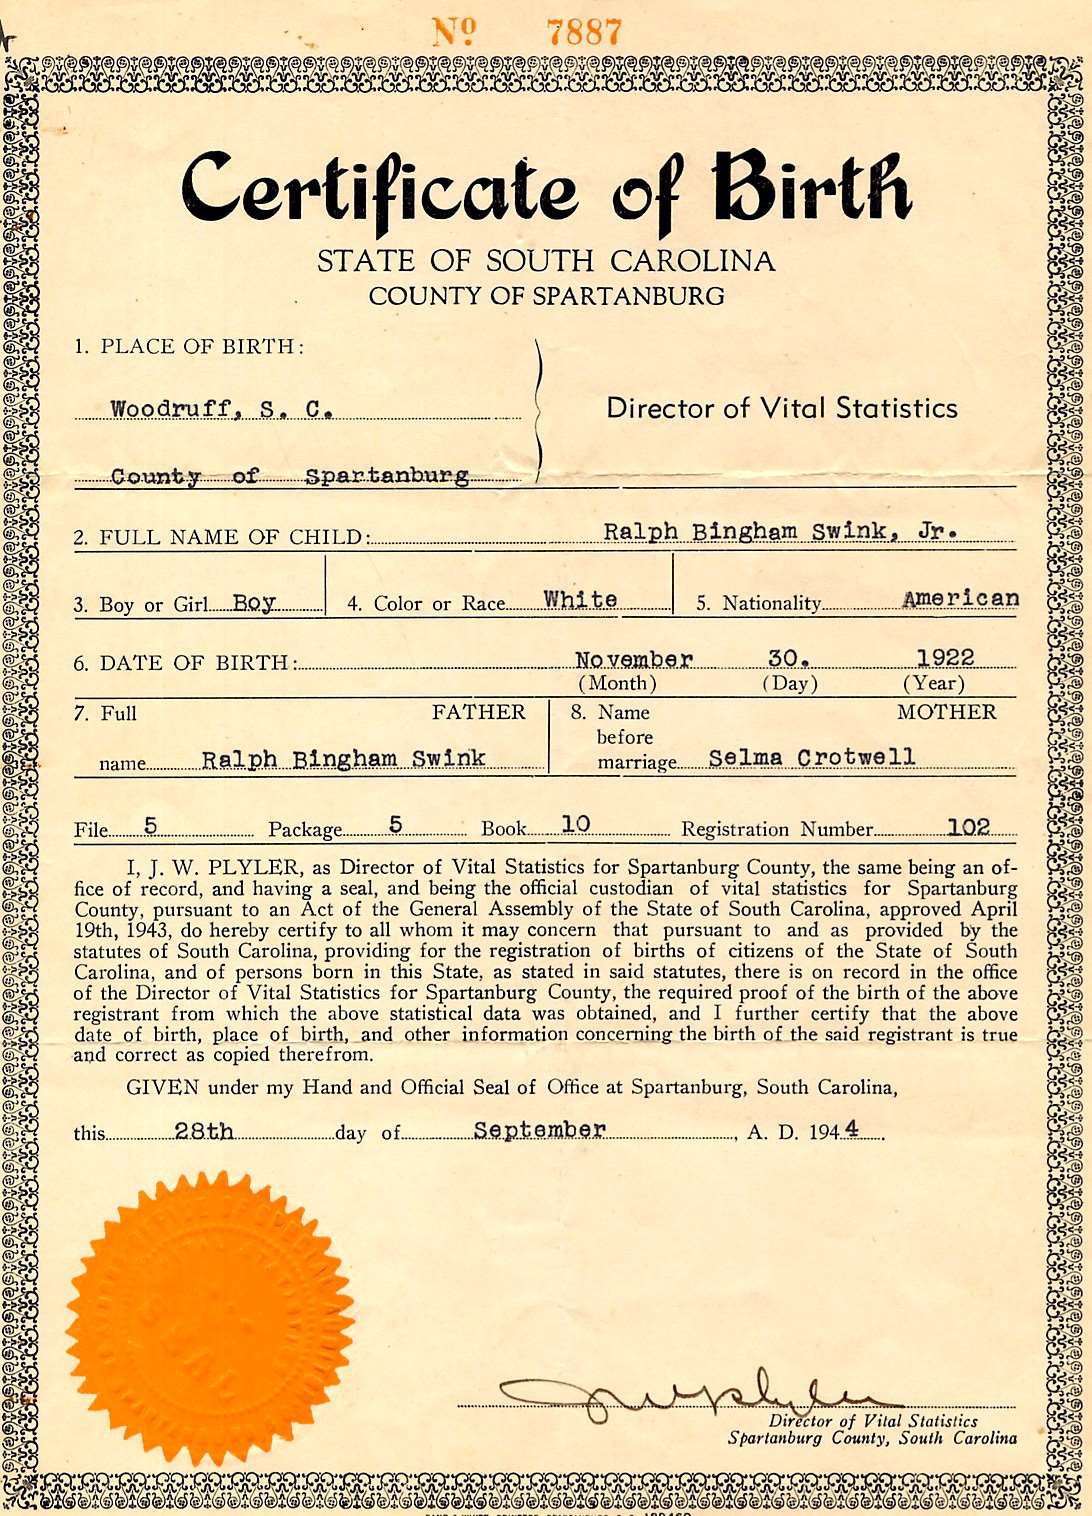 Nº 7887
Certificate of Birth
STATE OF SOUTH CAROLINA
COUNTY OF SPARTANBURG
1. PLACE OF BIRTH:
Woodruff, S. C.
Director of Vital Statistics
County of Spartanburg
2. FULL NAME OF CHILD: Ralph Bingham Swink, Jr.
3. Boy or Girl Boy 4. Color or Race White 5. Nationality American
6. DATE OF BIRTH: November 30. 1922
(Month) (Day) (Year)
7. Full FATHER
name Ralph Bingham Swink
8. Name MOTHER
before
marriage Selma Crotwell
File 5 Package 5 Book 10 Registration Number 102
I, J. W. PLYLER, as Director of Vital Statistics for Spartanburg County, the same being an of-
fice of record, and having a seal, and being the official custodian of vital statistics for Spartanburg
County, pursuant to an Act of the General Assembly of the State of South Carolina, approved April
19th, 1943, do hereby certify to all whom it may concern that pursuant to and as provided by the
statutes of South Carolina, providing for the registration of births of citizens of the State of South
Carolina, and of persons born in this State, as stated in said statutes, there is on record in the office
of the Director of Vital Statistics for Spartanburg County, the required proof of the birth of the above
registrant from which the above statistical data was obtained, and I further certify that the above
date of birth, place of birth, and other information concerning the birth of the said registrant is true
and correct as copied therefrom.
GIVEN under my Hand and Official Seal of Office at Spartanburg, South Carolina,
this 28th day of September, A. D. 1944.
J W Plyler
Director of Vital Statistics
Spartanburg County, South Carolina